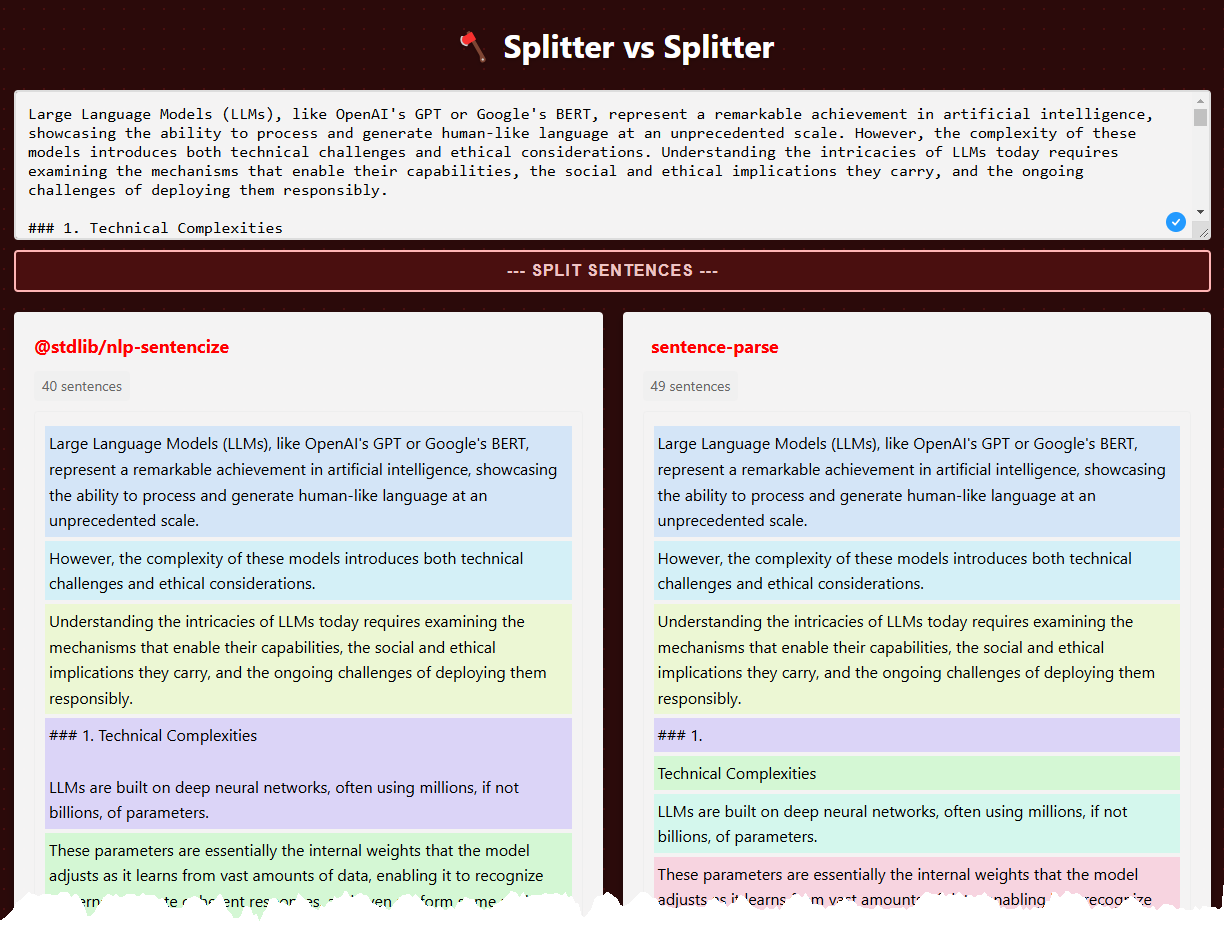 Splitter vs Splitter
Large Language Models (LLMs), like OpenAI's GPT or Google's BERT, represent a remarkable achievement in artificial intelligence,
showcasing the ability to process and generate human-like language at an unprecedented scale. However, the complexity of these
models introduces both technical challenges and ethical considerations. Understanding the intricacies of LLMs today requires
examining the mechanisms that enable their capabilities, the social and ethical implications they carry, and the ongoing
challenges of deploying them responsibly.
### 1. Technical Complexities
--- SPLIT SENTENCES ---
@stdlib/nlp-sentencize
40 sentences
Large Language Models (LLMs), like OpenAI's GPT or Google's BERT,
represent a remarkable achievement in artificial intelligence, showcasing
the ability to process and generate human-like language at an
unprecedented scale.
However, the complexity of these models introduces both technical
challenges and ethical considerations.
Understanding the intricacies of LLMs today requires examining the
mechanisms that enable their capabilities, the social and ethical
implications they carry, and the ongoing challenges of deploying them
responsibly.
### 1. Technical Complexities
LLMs are built on deep neural networks, often using millions, if not
billions, of parameters.
These parameters are essentially the internal weights that the model
adjusts as it learns from vast amounts of data, enabling it to recognize
sentence-parse
49 sentences
Large Language Models (LLMs), like OpenAI's GPT or Google's BERT,
represent a remarkable achievement in artificial intelligence, showcasing
the ability to process and generate human-like language at an
unprecedented scale.
However, the complexity of these models introduces both technical
challenges and ethical considerations.
Understanding the intricacies of LLMs today requires examining the
mechanisms that enable their capabilities, the social and ethical
implications they carry, and the ongoing challenges of deploying them
responsibly.
### 1.
Technical Complexities
LLMs are built on deep neural networks, often using millions, if not
billions, of parameters.
These parameters are essentially the internal weights that the model
adjusts as it learns from vast amounts enabling recognize